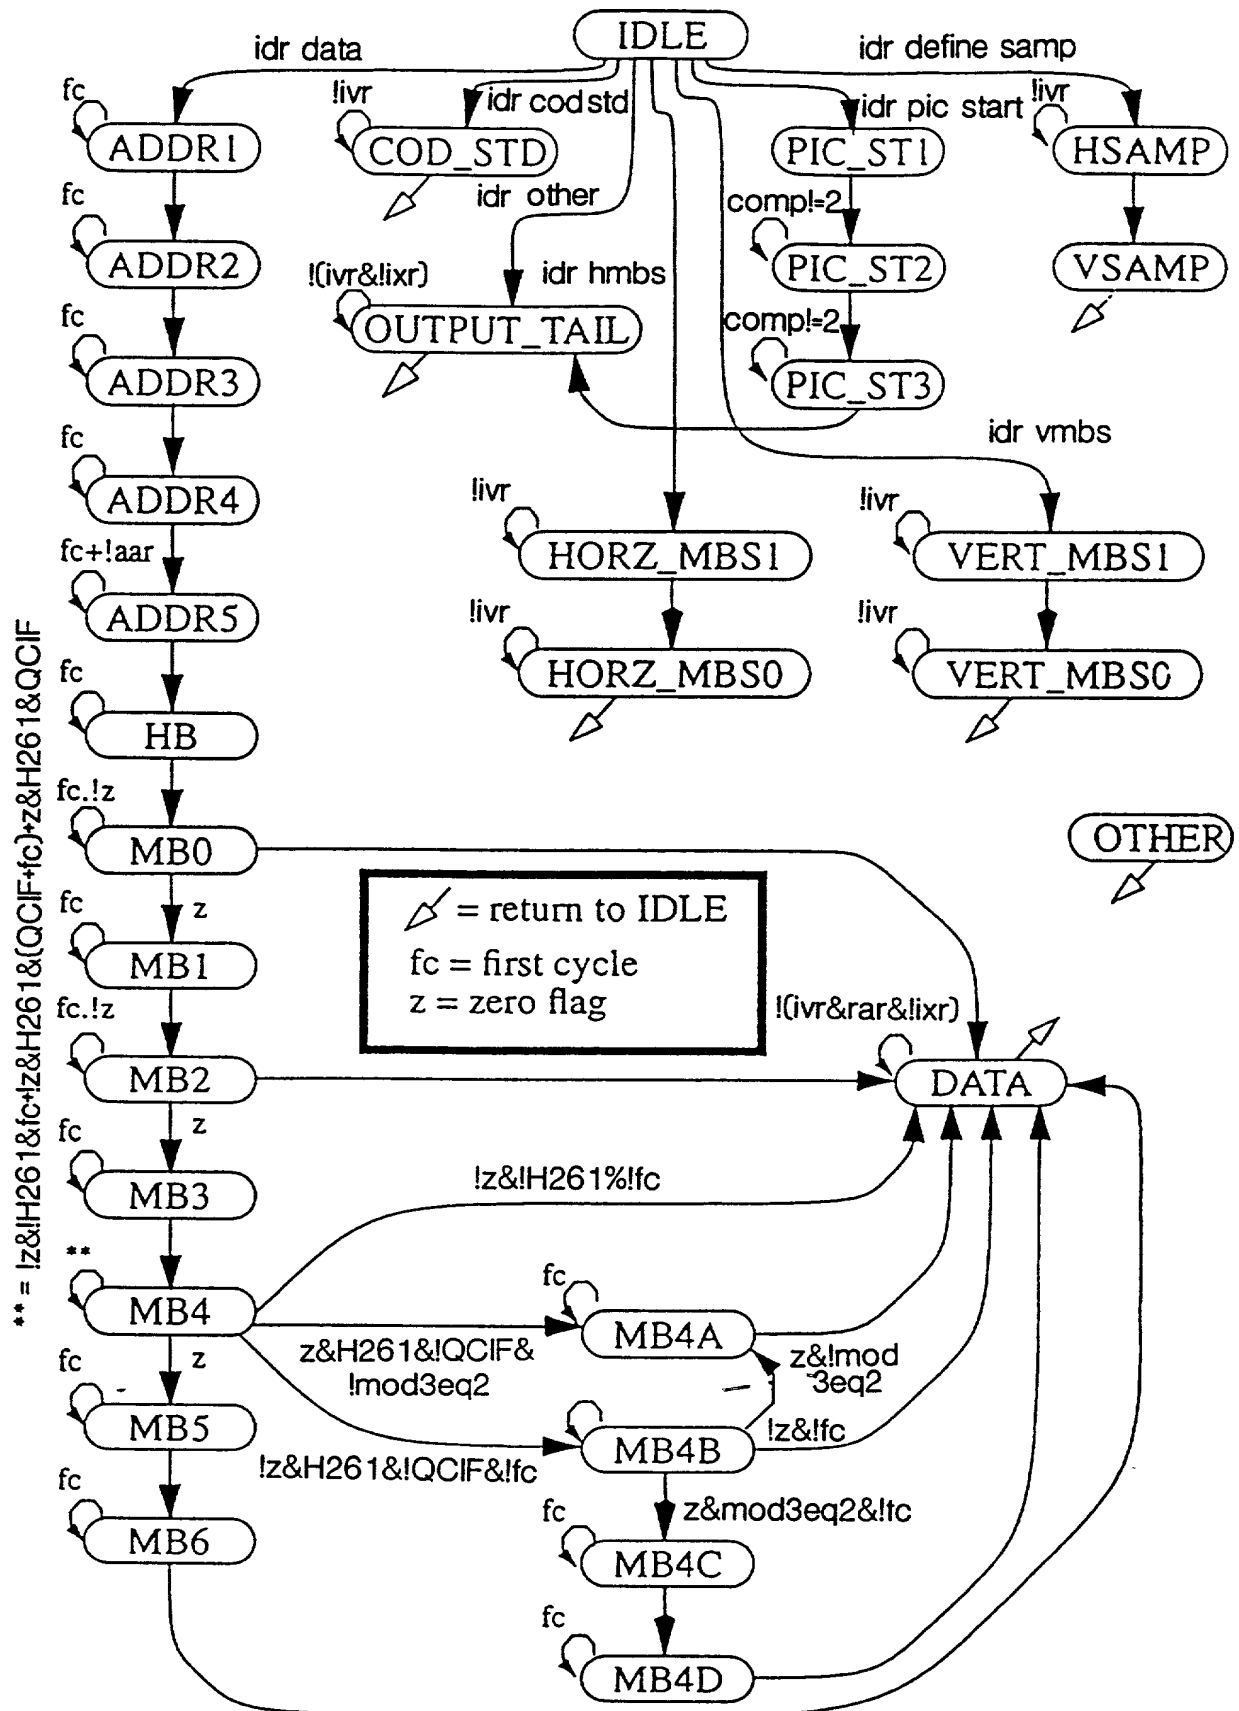 IDLE
idr data
idr define samp
fc
!ivr
idr codstd
idr pic start
!ivr
ADDR1
COD_STD
PIC_ST1
HSAMP
fc
idr other
comp!=2
ADDR2
!(ivr&!ixr)
idr hmbs
PIC_ST2
VSAMP
fc
OUTPUT_TAIL
comp!=2
ADDR3
PIC_ST3
fc
idr vmbs
ADDR4
!ivr
!ivr
fc+!aar
HORZ_MBS1
VERT_MBS1
ADDR5
!ivr
!ivr
fc
HORZ_MBS0
VERT_MBS0
HB
fc.!z
MB0
OTHER
fc
z
= return to IDLE
MB1
fc = first cycle
fc.!z
z = zero flag
!(ivr&rar&!ixr)
MB2
DATA
fc
z
MB3
!z&!H261%!fc
**
MB4
fc
MB4A
z&H261&!QCIF&
!mod3eq2
z&!mod
3eq2
fc
z
MB5
MB4B
!z&!fc
!z&H261&!QCIF&!fc
fc
z&mod3eq2&!fc
MB6
fc
MB4C
fc
MB4D
** = !z&!H261&fc+!z&H261&(QCIF+fc)+z&H261&QCIF